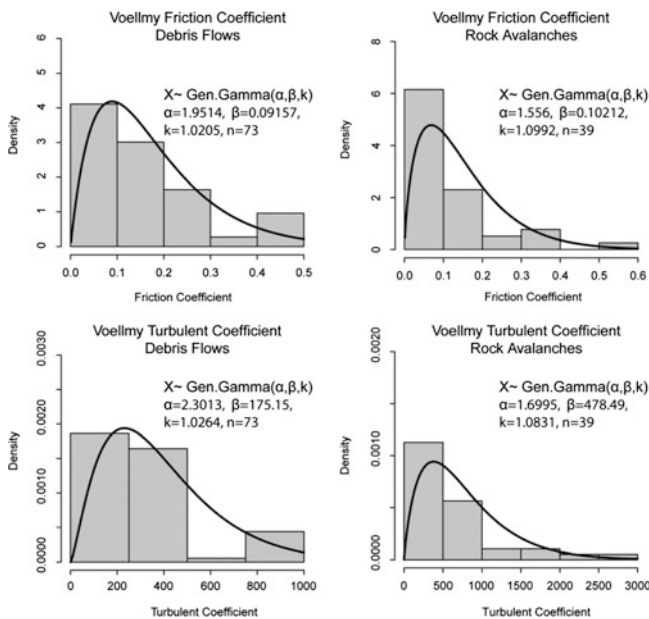 Voellmy Friction Coefficient
Debris Flows
X~ Gen.Gamma(α,β,k)
α=1.9514, β=0.09157,
k=1.0205, n=73
Density
0
1
2
3
4
5
6
0.0 0.1 0.2 0.3 0.4 0.5
Friction Coefficient
Voellmy Friction Coefficient
Rock Avalanches
X~ Gen.Gamma(α,β,k)
α=1.556, β=0.10212,
k=1.0992, n=39
Density
0
2
4
6
8
0.0 0.1 0.2 0.3 0.4 0.5 0.6
Friction Coefficient
Voellmy Turbulent Coefficient
Debris Flows
X~ Gen.Gamma(α,β,k)
α=2.3013, β=175.15,
k=1.0264, n=73
Density
0.0000
0.0010
0.0020
0.0030
0 200 400 600 800 1000
Turbulent Coefficient
Voellmy Turbulent Coefficient
Rock Avalanches
X~ Gen.Gamma(α,β,k)
α=1.6995, β=478.49,
k=1.0831, n=39
Density
0.0000
0.0010
0.0020
0 500 1000 1500 2000 2500 3000
Turbulent Coefficient